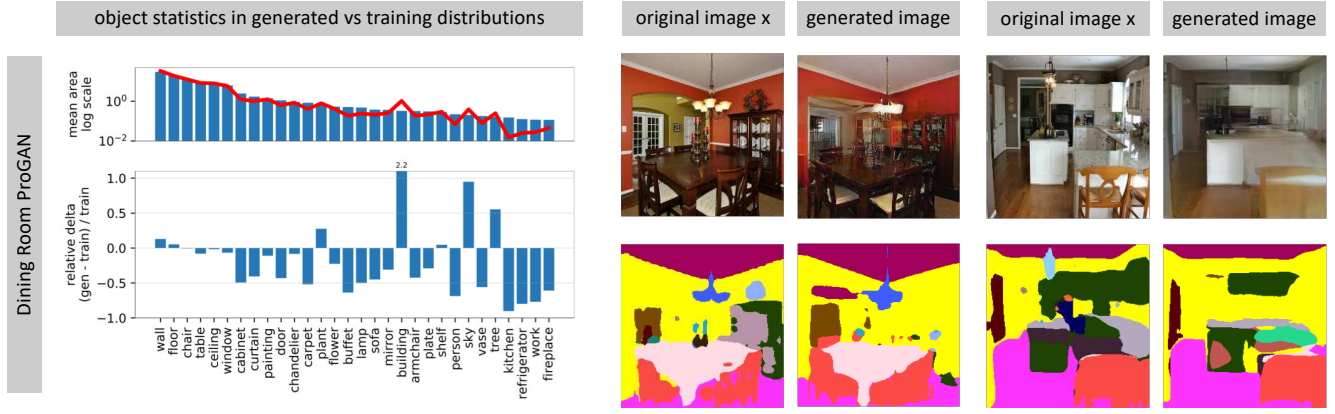 object statistics in generated vs training distributions
original image x
generated image
original image x
generated image
Dining Room ProGAN
mean area
log scale
10^0
10^−2
2.2
relative delta
(gen - train) / train
1.0
0.5
0.0
−0.5
−1.0
wall
floor
chair
table
ceiling
window
cabinet
curtain
painting
door
chandelier
carpet
plant
flower
buffet
lamp
sofa
mirror
building
armchair
plate
shelf
person
sky
vase
tree
kitchen
refrigerator
work
fireplace